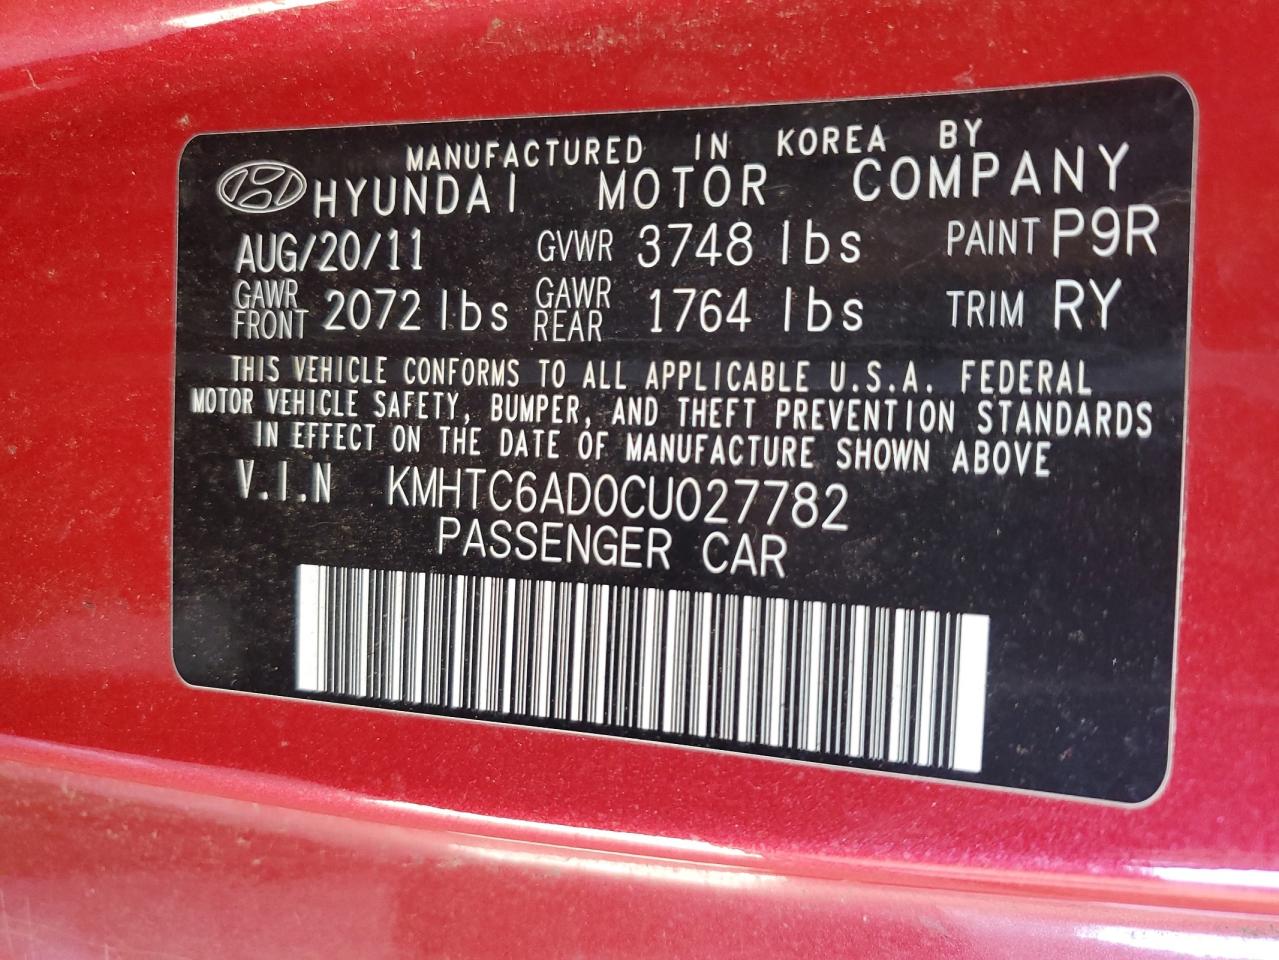 MANUFACTURED IN KOREA BY
HYUNDAI MOTOR COMPANY
AUG/20/11 GVWR 3748 lbs PAINT P9R
GAWR FRONT 2072 lbs GAWR REAR 1764 lbs TRIM RY
THIS VEHICLE CONFORMS TO ALL APPLICABLE U.S.A. FEDERAL
MOTOR VEHICLE SAFETY, BUMPER, AND THEFT PREVENTION STANDARDS
IN EFFECT ON THE DATE OF MANUFACTURE SHOWN ABOVE
V.I.N KMHTC6AD0CU027782
PASSENGER CAR